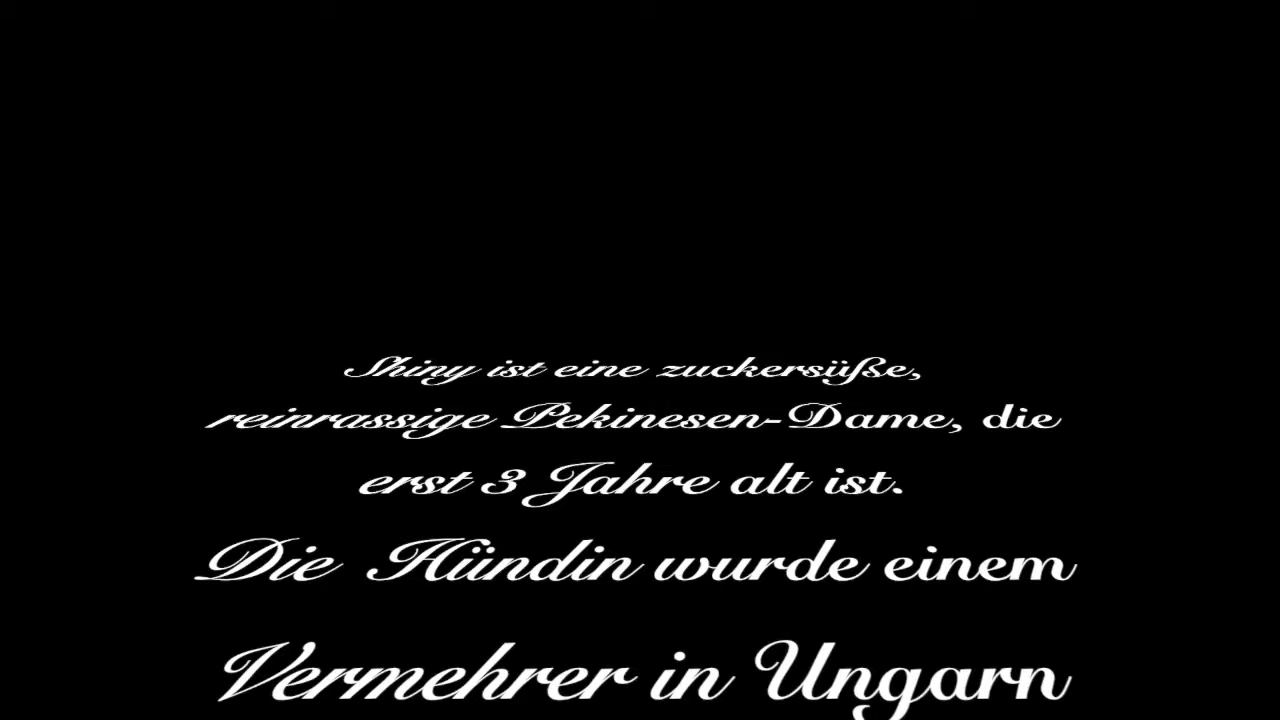 Shiny ist eine zuckersüße,
reinrassige Pekinesen-Dame, die
erst 3 Jahre alt ist.
Die Hündin wurde einem
Vermehrer in Ungarn